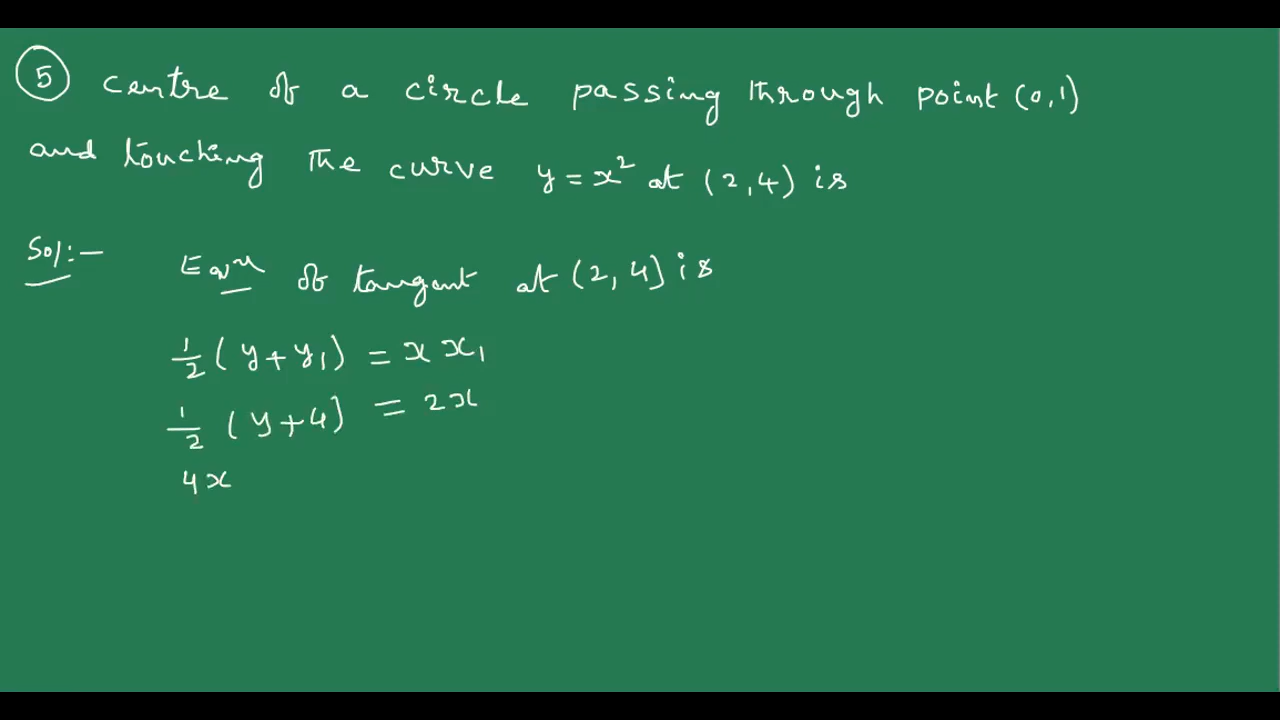 ⑤ centre of a circle passing through point (0,1)
and touching the curve y = x² at (2,4) is
Sol:- Eqⁿ of tangent at (2,4) is
½(y+y₁) = x x₁
½(y+4) = 2x
4x